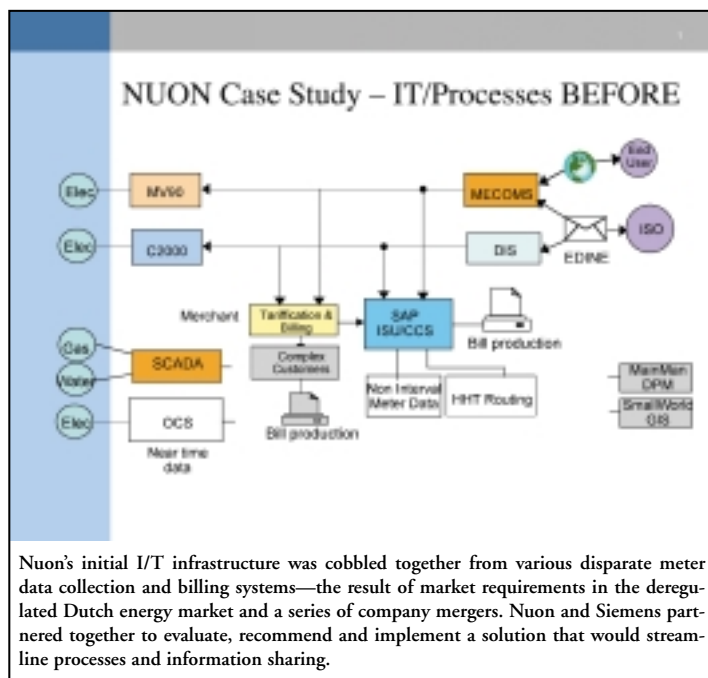 NUON Case Study – IT/Processes BEFORE
End
User
Elec
MV90
MECOMS
ISO
Elec
C2000
DIS
EDINE
Merchant
Tariffication &
Billing
SAP
ISU/CCS
Bill production
Gas
Water
SCADA
Complex
Customers
Non Interval
Meter Data
HHT Routing
MainMan
DPM
SmallWorld
GIS
Elec
OCS
Bill production
Near time
data
Nuon's initial I/T infrastructure was cobbled together from various disparate meter
data collection and billing systems—the result of market requirements in the deregu-
lated Dutch energy market and a series of company mergers. Nuon and Siemens part-
nered together to evaluate, recommend and implement a solution that would stream-
line processes and information sharing.